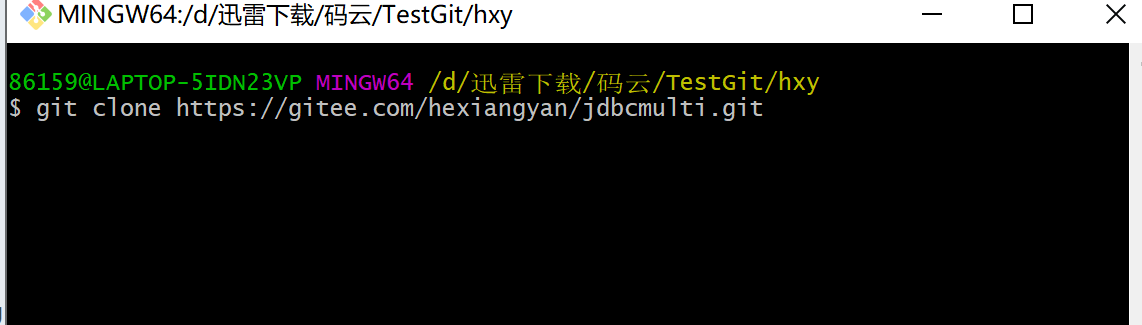 MINGW64:/d/迅雷下载/码云/TestGit/hxy
86159@LAPTOP-5IDN23VP MINGW64 /d/迅雷下载/码云/TestGit/hxy
$ git clone https://gitee.com/hexiangyan/jdbcmulti.git